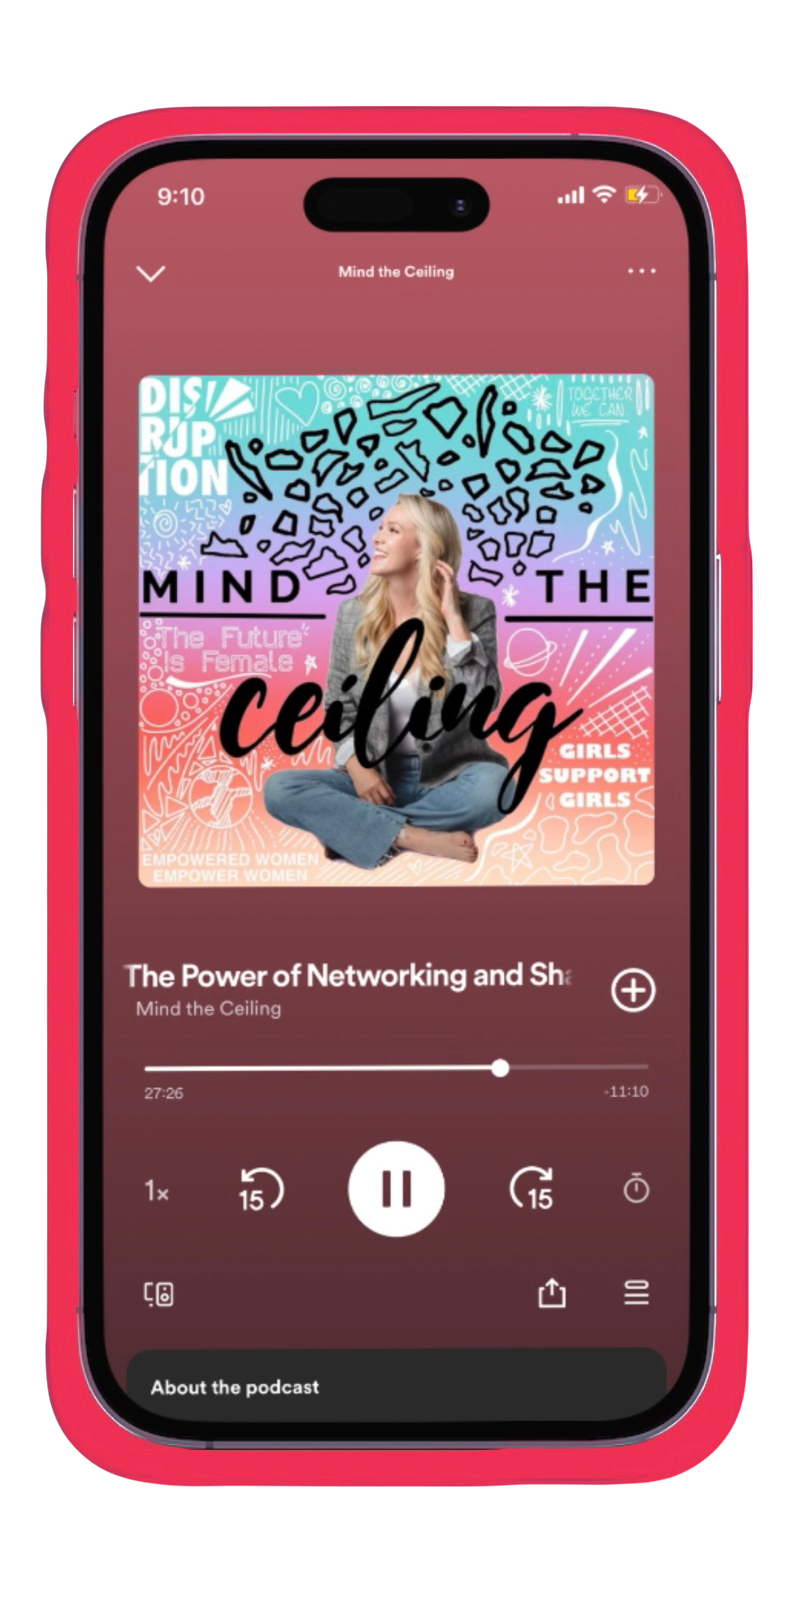 9:10
Mind the Ceiling
DISRUPTION
TOGETHER
WE CAN.
MIND THE
The Future
Is Female
ceiling
GIRLS
SUPPORT
GIRLS
EMPOWERED WOMEN
EMPOWER WOMEN
The Power of Networking and Sh
Mind the Ceiling
27:26
-11:10
1x
15
15
About the podcast